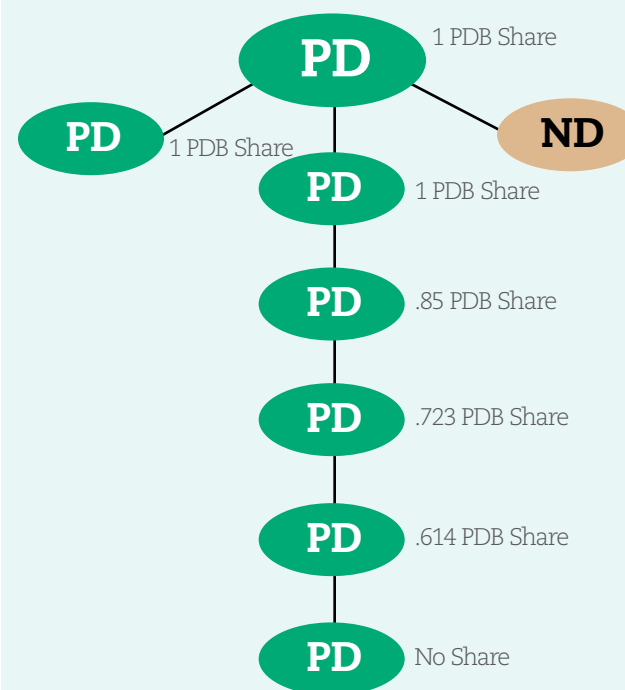 PD
1 PDB Share
PD
1 PDB Share
ND
PD
1 PDB Share
PD
.85 PDB Share
PD
.723 PDB Share
PD
.614 PDB Share
PD
No Share